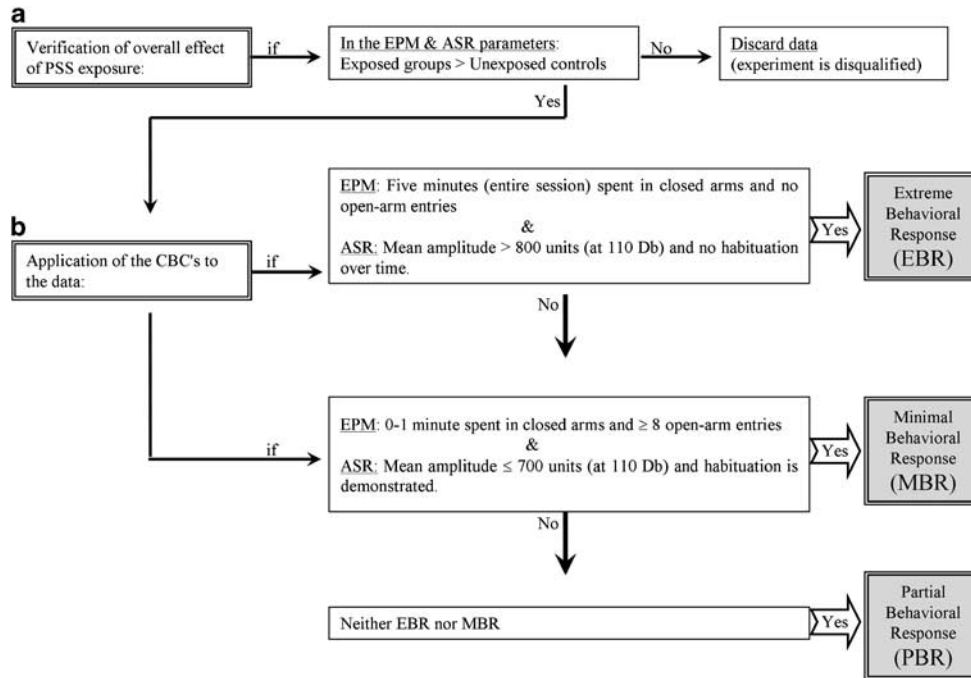 a
Verification of overall effect
of PSS exposure:
if
In the EPM & ASR parameters:
Exposed groups > Unexposed controls
No
Discard data
(experiment is disqualified)
Yes
EPM: Five minutes (entire session) spent in closed arms and no
open-arm entries
&
ASR: Mean amplitude > 800 units (at 110 Db) and no habituation
over time.
Yes
Extreme
Behavioral
Response
(EBR)
b
Application of the CBC's to
the data:
if
No
if
EPM: 0-1 minute spent in closed arms and ≥ 8 open-arm entries
&
ASR: Mean amplitude ≤ 700 units (at 110 Db) and habituation is
demonstrated.
Yes
Minimal
Behavioral
Response
(MBR)
No
Neither EBR nor MBR
Yes
Partial
Behavioral
Response
(PBR)